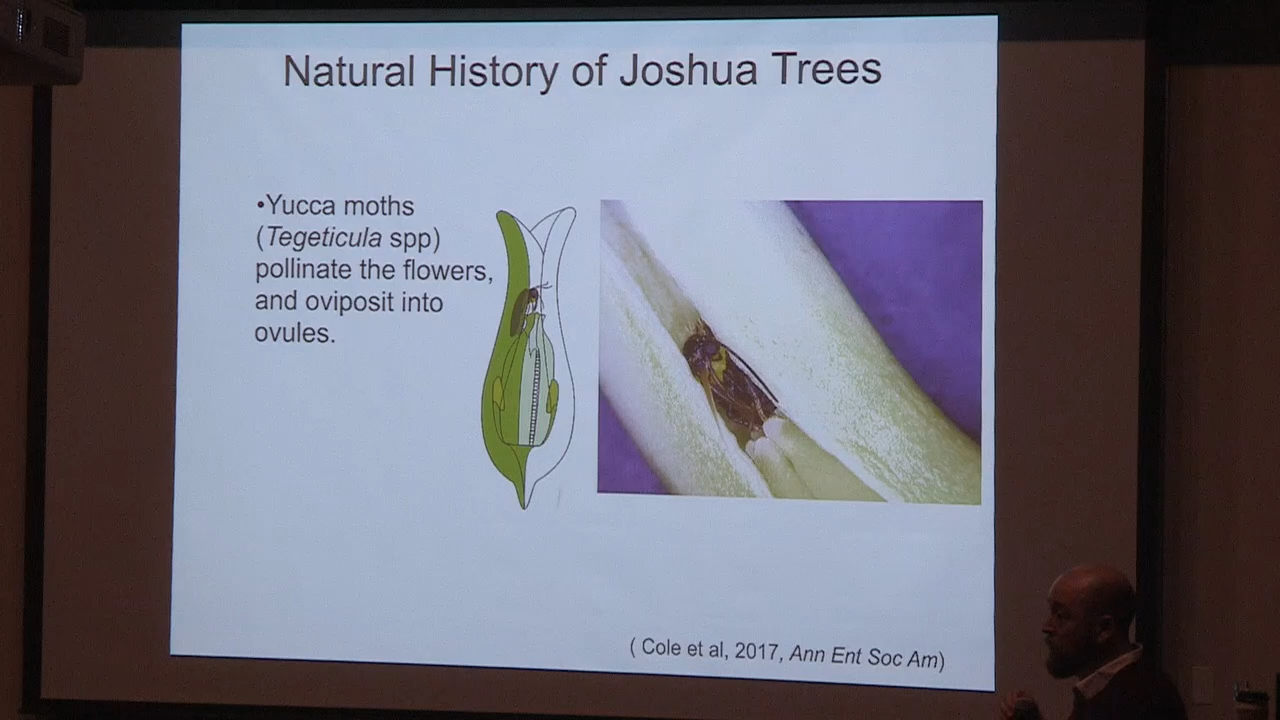 Natural History of Joshua Trees
•Yucca moths
(Tegeticula spp)
pollinate the flowers,
and oviposit into
ovules.
( Cole et al, 2017, Ann Ent Soc Am)